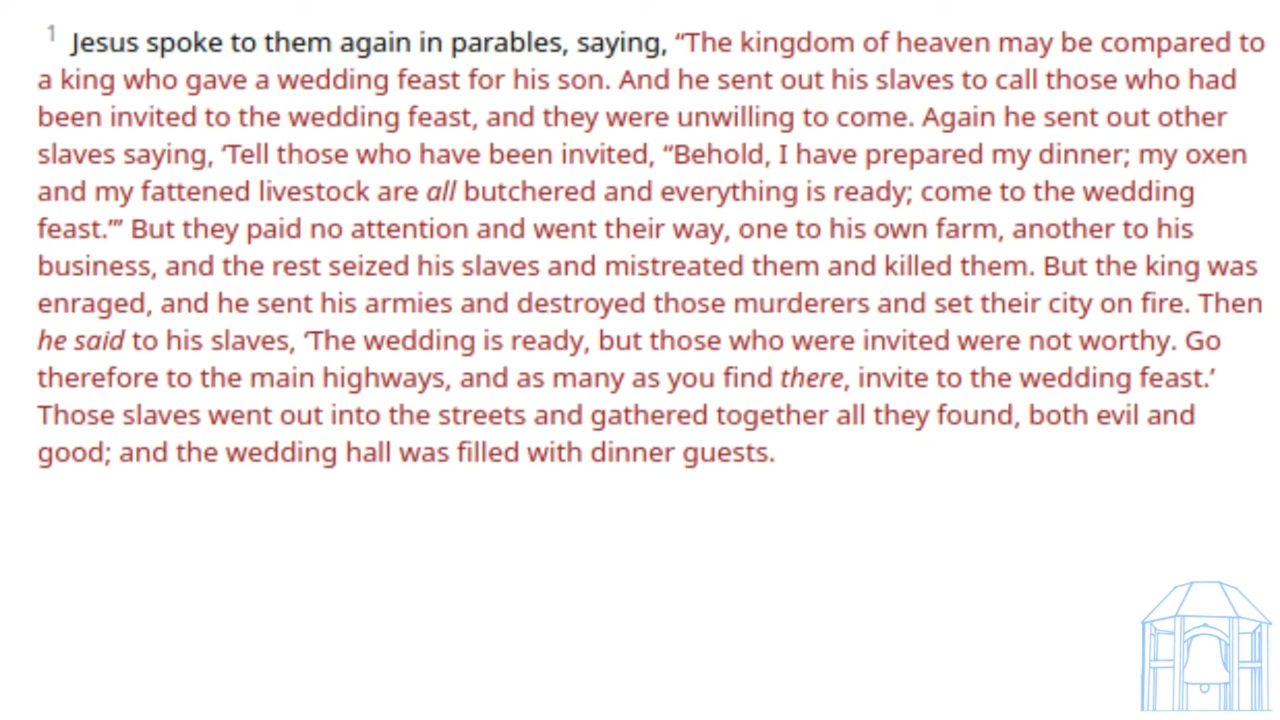 1 Jesus spoke to them again in parables, saying, “The kingdom of heaven may be compared to
a king who gave a wedding feast for his son. And he sent out his slaves to call those who had
been invited to the wedding feast, and they were unwilling to come. Again he sent out other
slaves saying, ‘Tell those who have been invited, “Behold, I have prepared my dinner; my oxen
and my fattened livestock are all butchered and everything is ready; come to the wedding
feast.”’ But they paid no attention and went their way, one to his own farm, another to his
business, and the rest seized his slaves and mistreated them and killed them. But the king was
enraged, and he sent his armies and destroyed those murderers and set their city on fire. Then
he said to his slaves, ‘The wedding is ready, but those who were invited were not worthy. Go
therefore to the main highways, and as many as you find there, invite to the wedding feast.’
Those slaves went out into the streets and gathered together all they found, both evil and
good; and the wedding hall was filled with dinner guests.